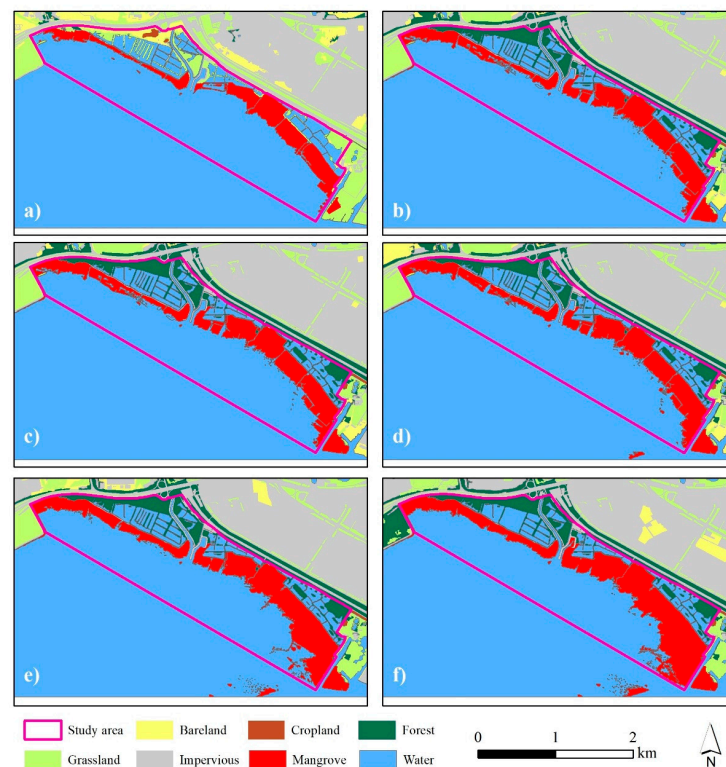 a)
b)
c)
d)
e)
f)
Study area Bareland Cropland Forest
Grassland Impervious Mangrove Water
0 1 2
km
N